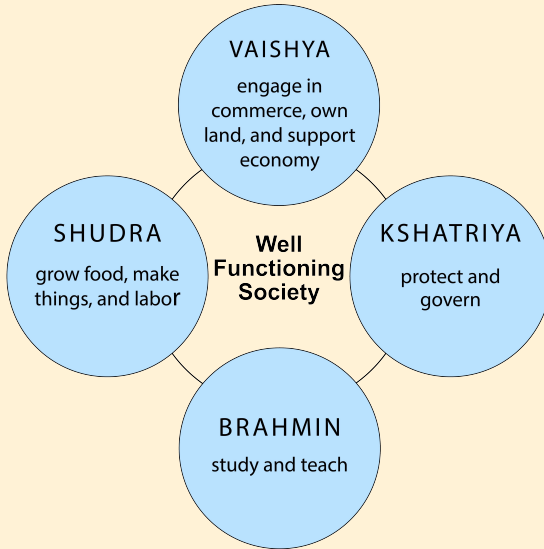 VAISHYA
engage in
commerce, own
land, and support
economy
SHUDRA
grow food, make
things, and labor
Well
Functioning
Society
KSHATRIYA
protect and
govern
BRAHMIN
study and teach